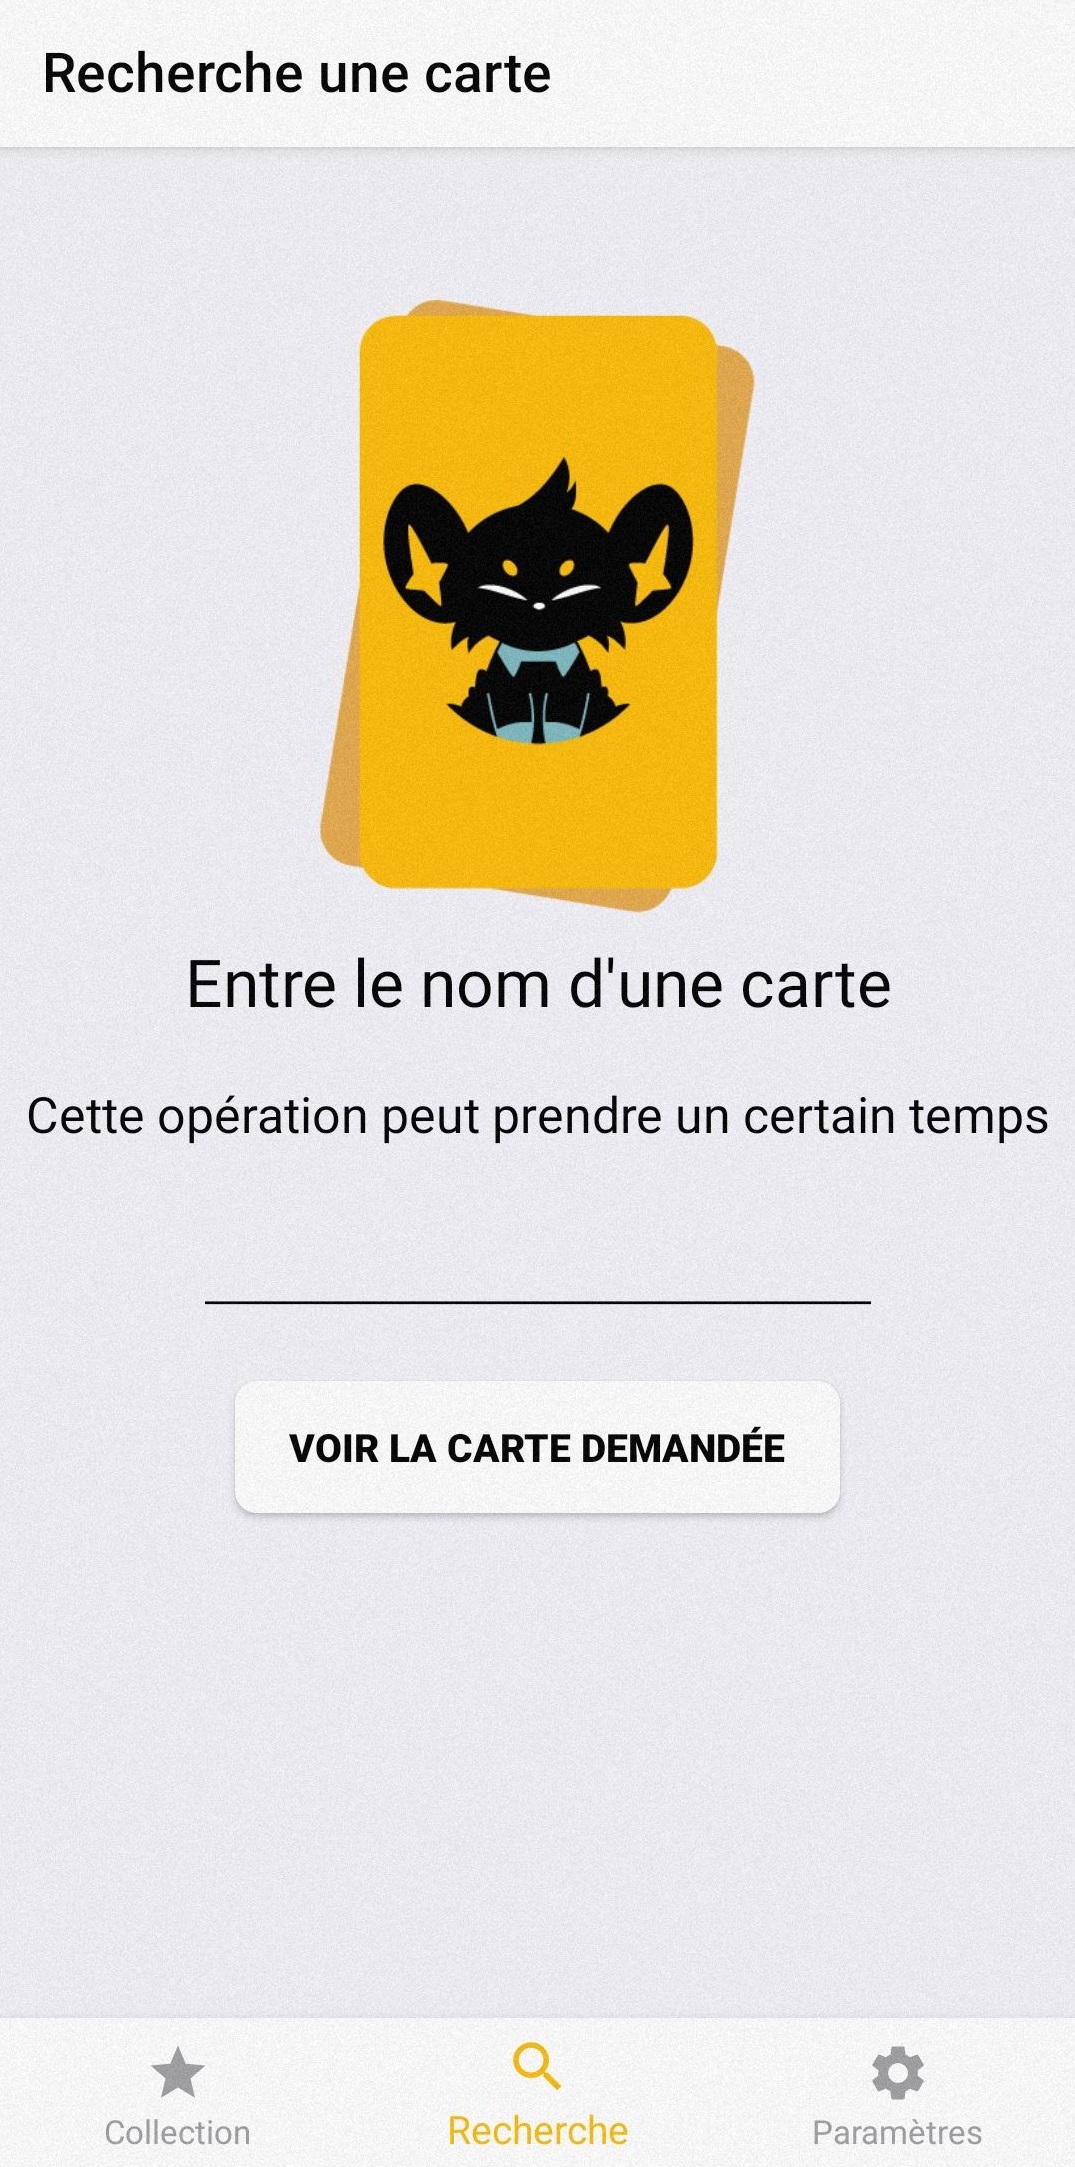 Recherche une carte
Entre le nom d'une carte
Cette opération peut prendre un certain temps
VOIR LA CARTE DEMANDÉE
Collection
Recherche
Paramètres